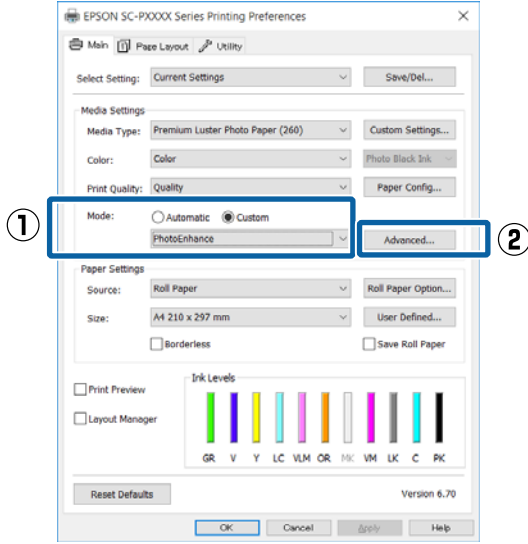 EPSON SC-PXXXX Series Printing Preferences
Main Page Layout Utility
Select Setting: Current Settings Save/Del...
Media Settings
Media Type: Premium Luster Photo Paper (260) Custom Settings...
Color: Color Photo Black Ink
Print Quality: Quality Paper Config...
Mode: Automatic Custom
① PhotoEnhance Advanced... ②
Paper Settings
Source: Roll Paper Roll Paper Option...
Size: A4 210 x 297 mm User Defined...
Borderless Save Roll Paper
Print Preview
Layout Manager
Ink Levels
GR V Y LC VLM OR MK VM LK C PK
Reset Defaults Version 6.70
OK Cancel Apply Help